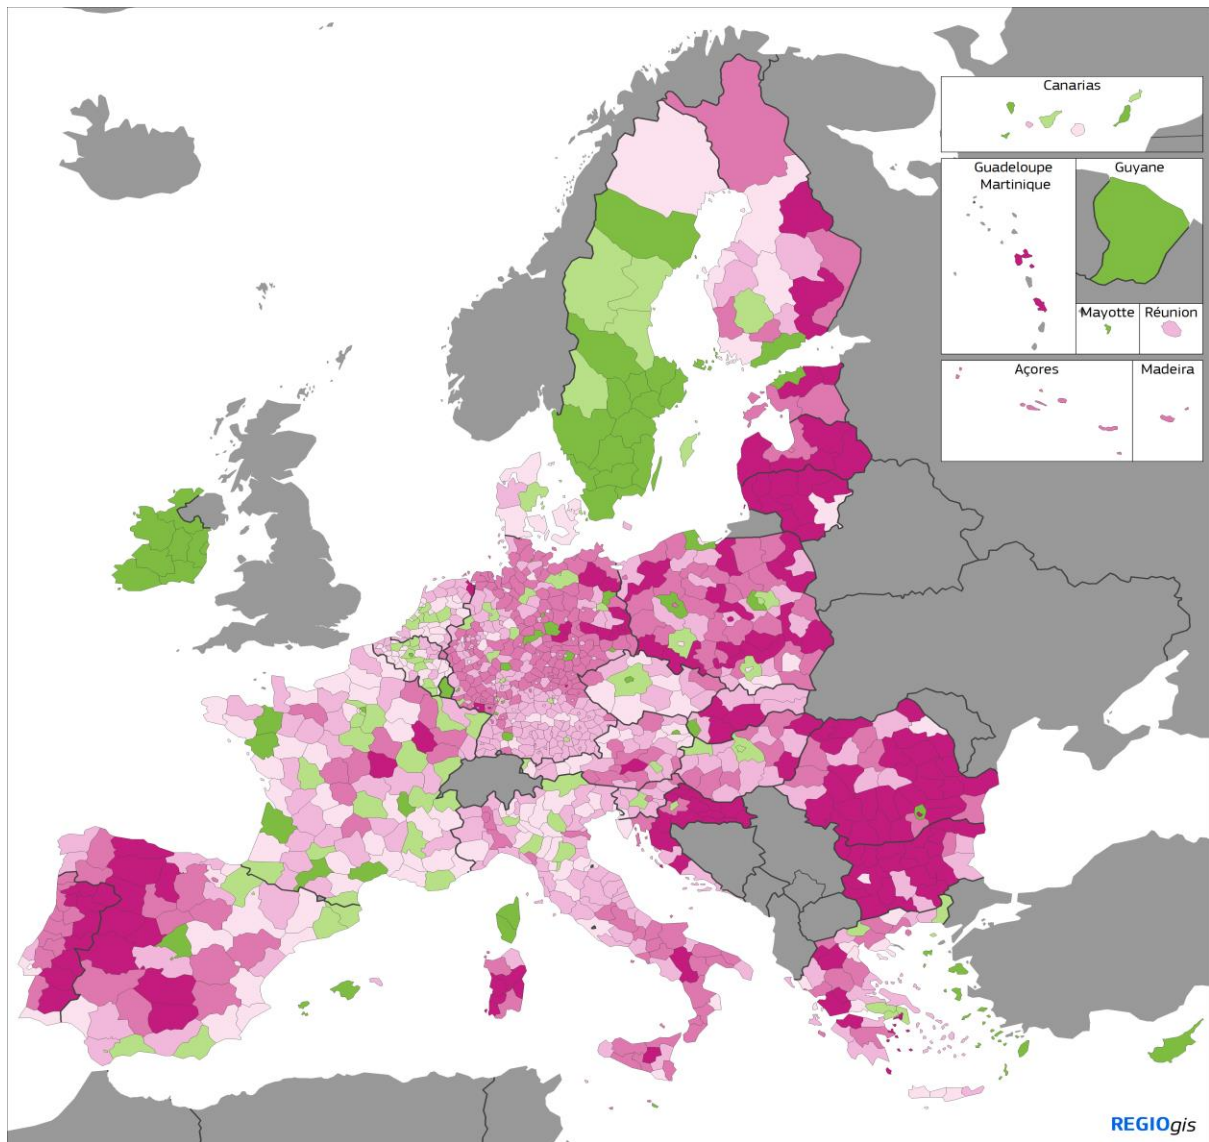 Canarias
Guadeloupe
Martinique
Guyane
Mayotte
Réunion
Açores
Madeira
REGIOgis